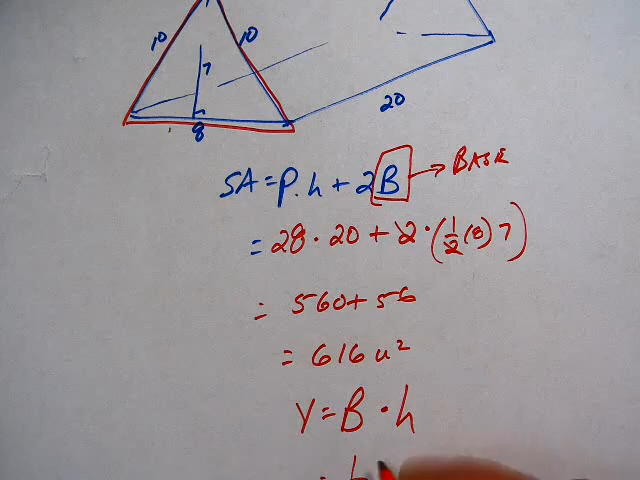 10 10
7
8
20
SA = P.h + 2B → BASE
= 28 · 20 + 2 · (1/2 (8) 7)
= 560 + 56
= 616 u²
V = B · h
=